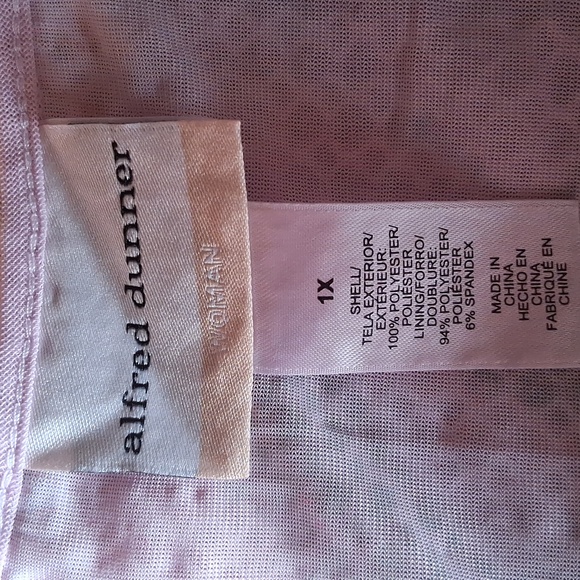 alfred dunner
WOMAN
1X
SHELL/
TELA EXTERIOR/
EXTÉRIEUR:
100% POLYESTER/
POLIÉSTER
LINING/FORRO/
DOUBLURE:
94% POLYESTER/
POLIÉSTER
6% SPANDEX
MADE IN
CHINA
HECHO EN
CHINA
FABRIQUÉ EN
CHINE